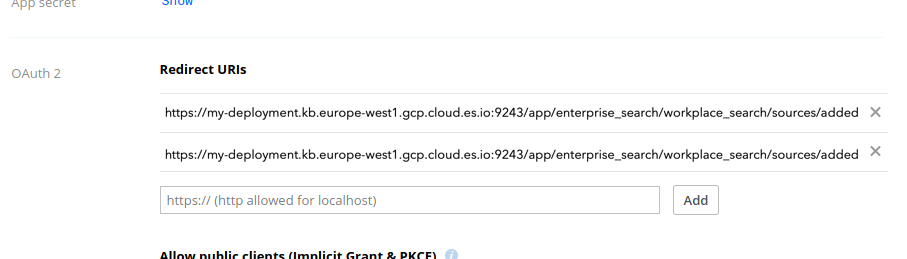 App secret Show
OAuth 2 Redirect URIs
https://my-deployment.kb.europe-west1.gcp.cloud.es.io:9243/app/enterprise_search/workplace_search/sources/added
https://my-deployment.kb.europe-west1.gcp.cloud.es.io:9243/app/enterprise_search/workplace_search/sources/added
https:// (http allowed for localhost) Add
Allow public clients (Implicit Grant & PKCE) i